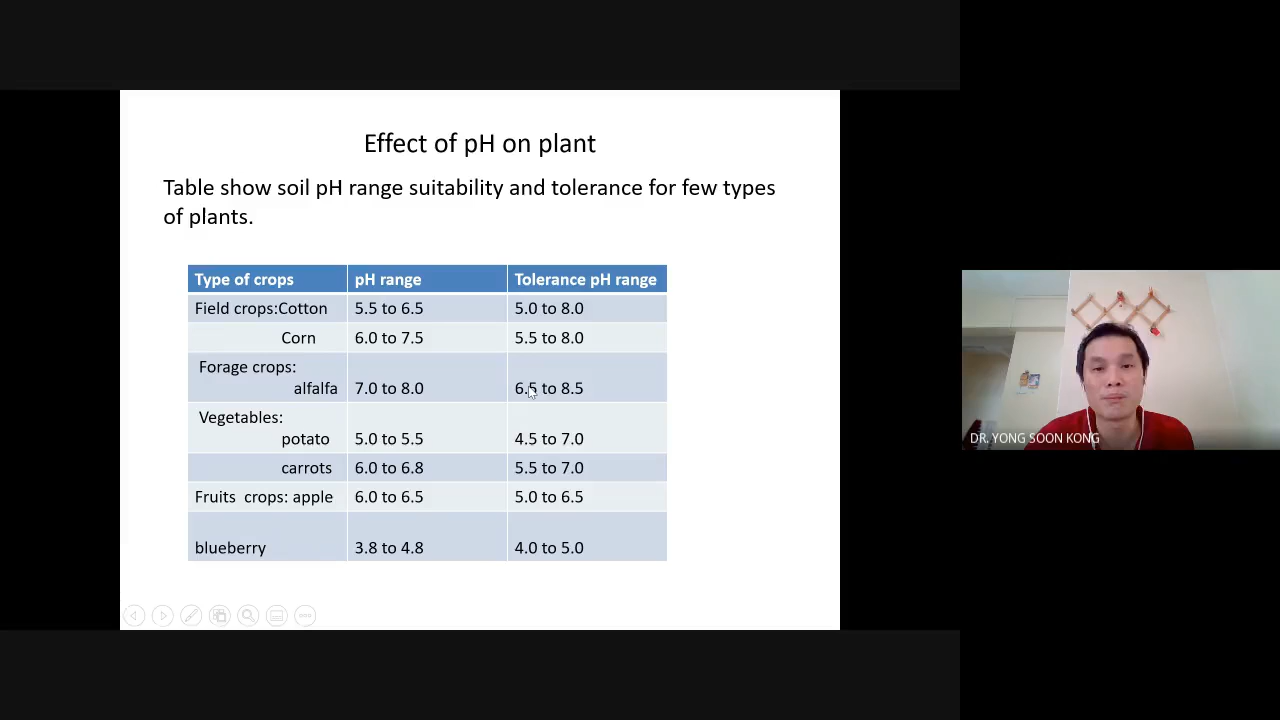 Effect of pH on plant
Table show soil pH range suitability and tolerance for few types
of plants.
Type of crops pH range Tolerance pH range
Field crops:Cotton 5.5 to 6.5 5.0 to 8.0
Corn 6.0 to 7.5 5.5 to 8.0
Forage crops:
alfalfa 7.0 to 8.0 6.5 to 8.5
Vegetables:
potato 5.0 to 5.5 4.5 to 7.0
carrots 6.0 to 6.8 5.5 to 7.0
Fruits crops: apple 6.0 to 6.5 5.0 to 6.5
blueberry 3.8 to 4.8 4.0 to 5.0
DR. YONG SOON KONG